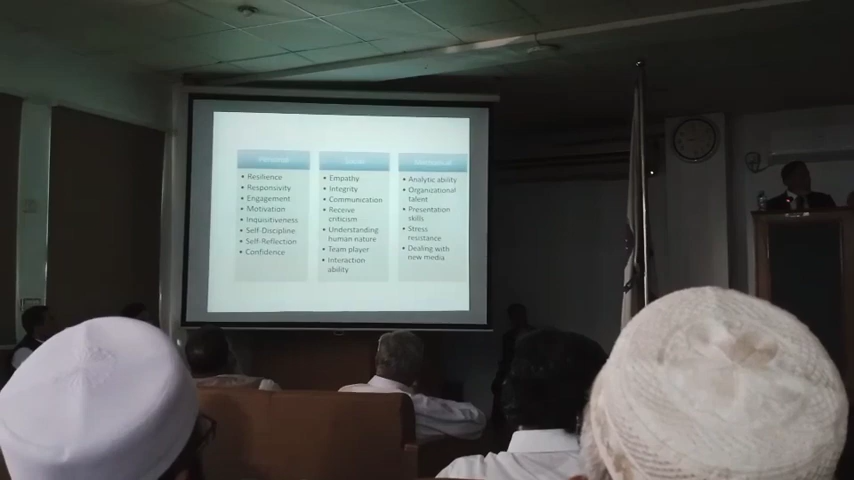 Personal
• Resilience
• Responsivity
• Engagement
• Motivation
• Inquisitiveness
• Self-Discipline
• Self-Reflection
• Confidence
Social
• Empathy
• Integrity
• Communication
• Receive
criticism
• Understanding
human nature
• Team player
• Interaction
ability
• Analytic ability
• Organizational
talent
• Presentation
skills
• Stress
resistance
• Dealing with
new media